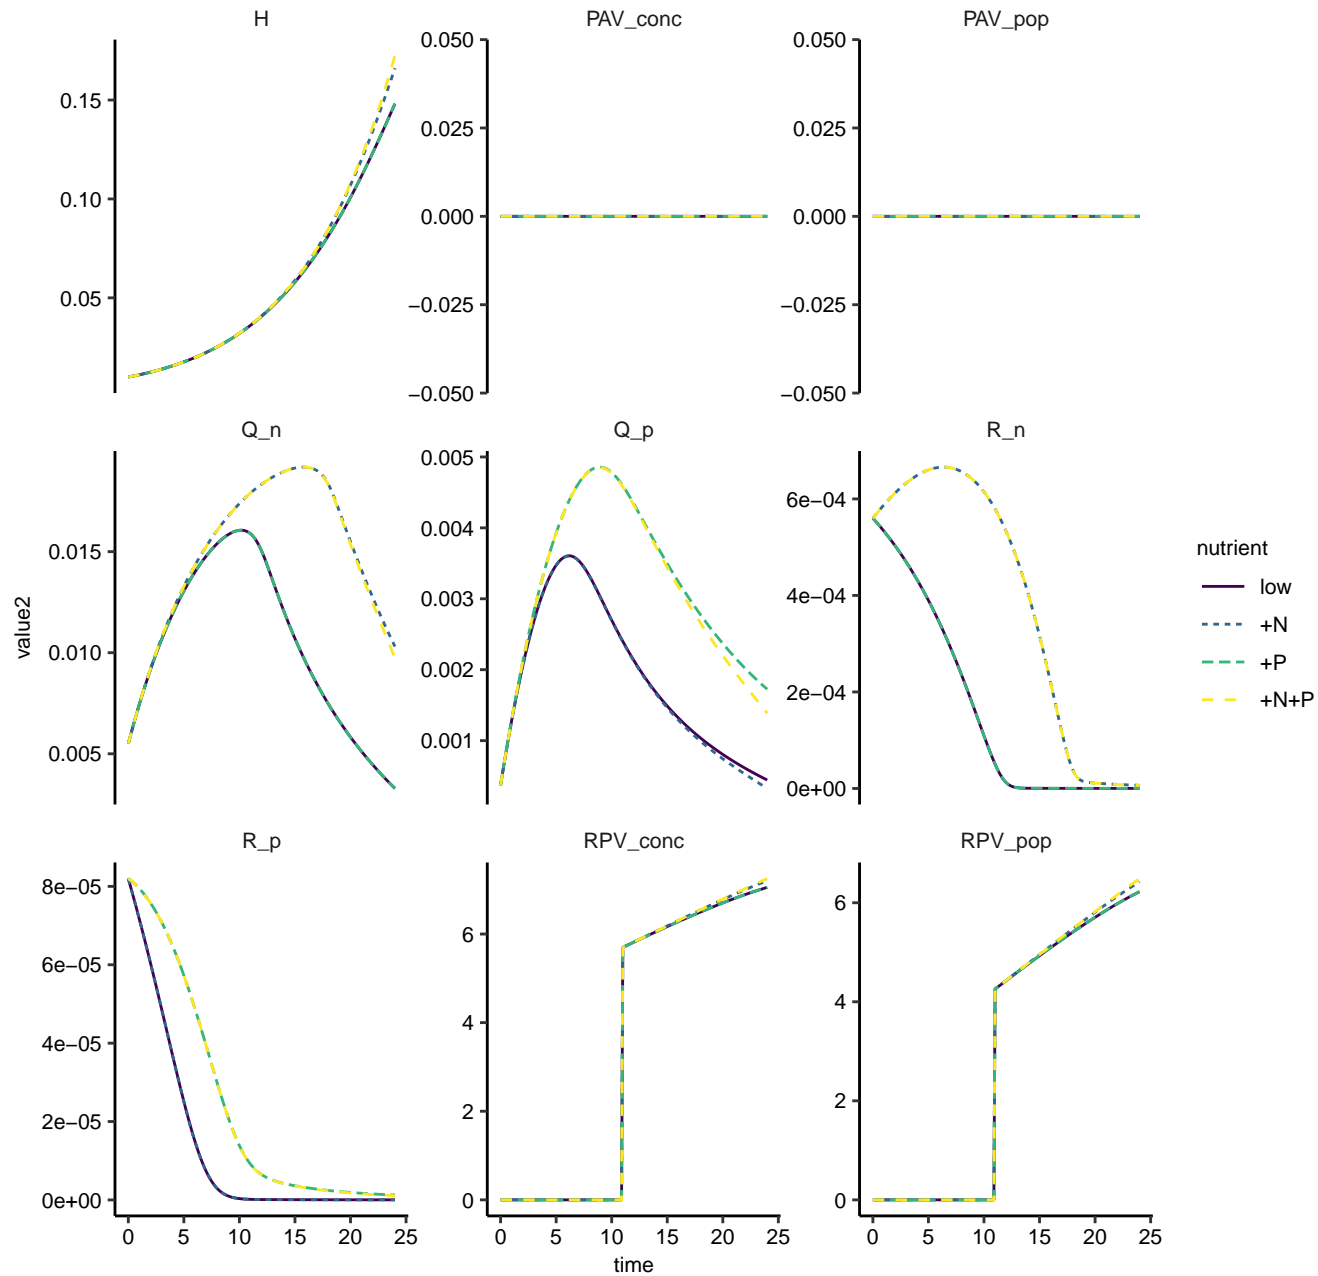 H
PAV_conc
PAV_pop
0.15
0.10
0.05
0.050
0.025
0.000
−0.025
−0.050
0.050
0.025
0.000
−0.025
−0.050
Q_n
Q_p
R_n
0.015
0.010
0.005
0.005
0.004
0.003
0.002
0.001
6e−04
4e−04
2e−04
0e+00
R_p
RPV_conc
RPV_pop
8e−05
6e−05
4e−05
2e−05
0e+00
6
4
2
0
6
4
2
0
0 5 10 15 20 25
0 5 10 15 20 25
0 5 10 15 20 25
time
value2
nutrient
low
+N
+P
+N+P